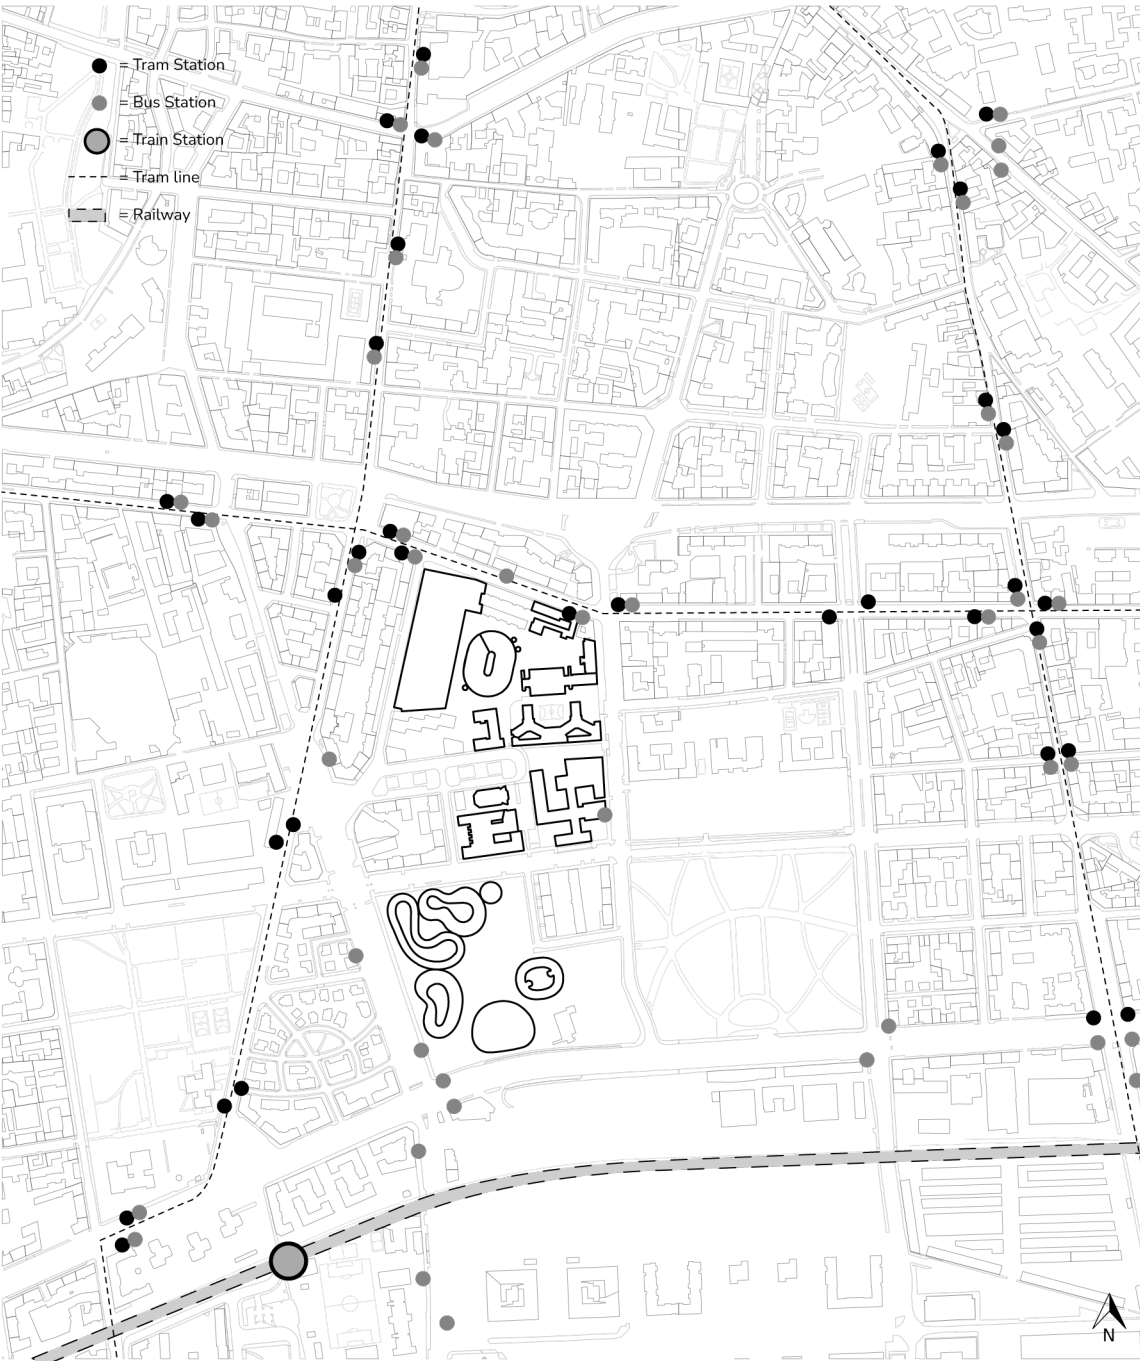 = Tram Station
= Bus Station
= Train Station
= Tram line
= Railway
N